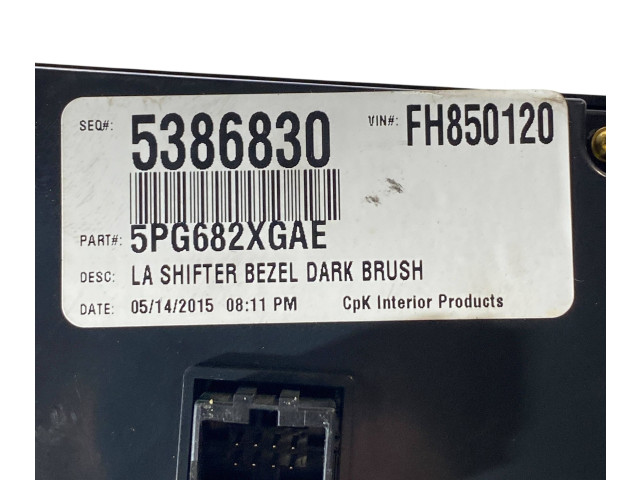 SEQ#: 5386830 VIN#: FH850120
PART#: 5PG682XGAE
DESC: LA SHIFTER BEZEL DARK BRUSH
DATE: 05/14/2015 08:11 PM CpK Interior Products